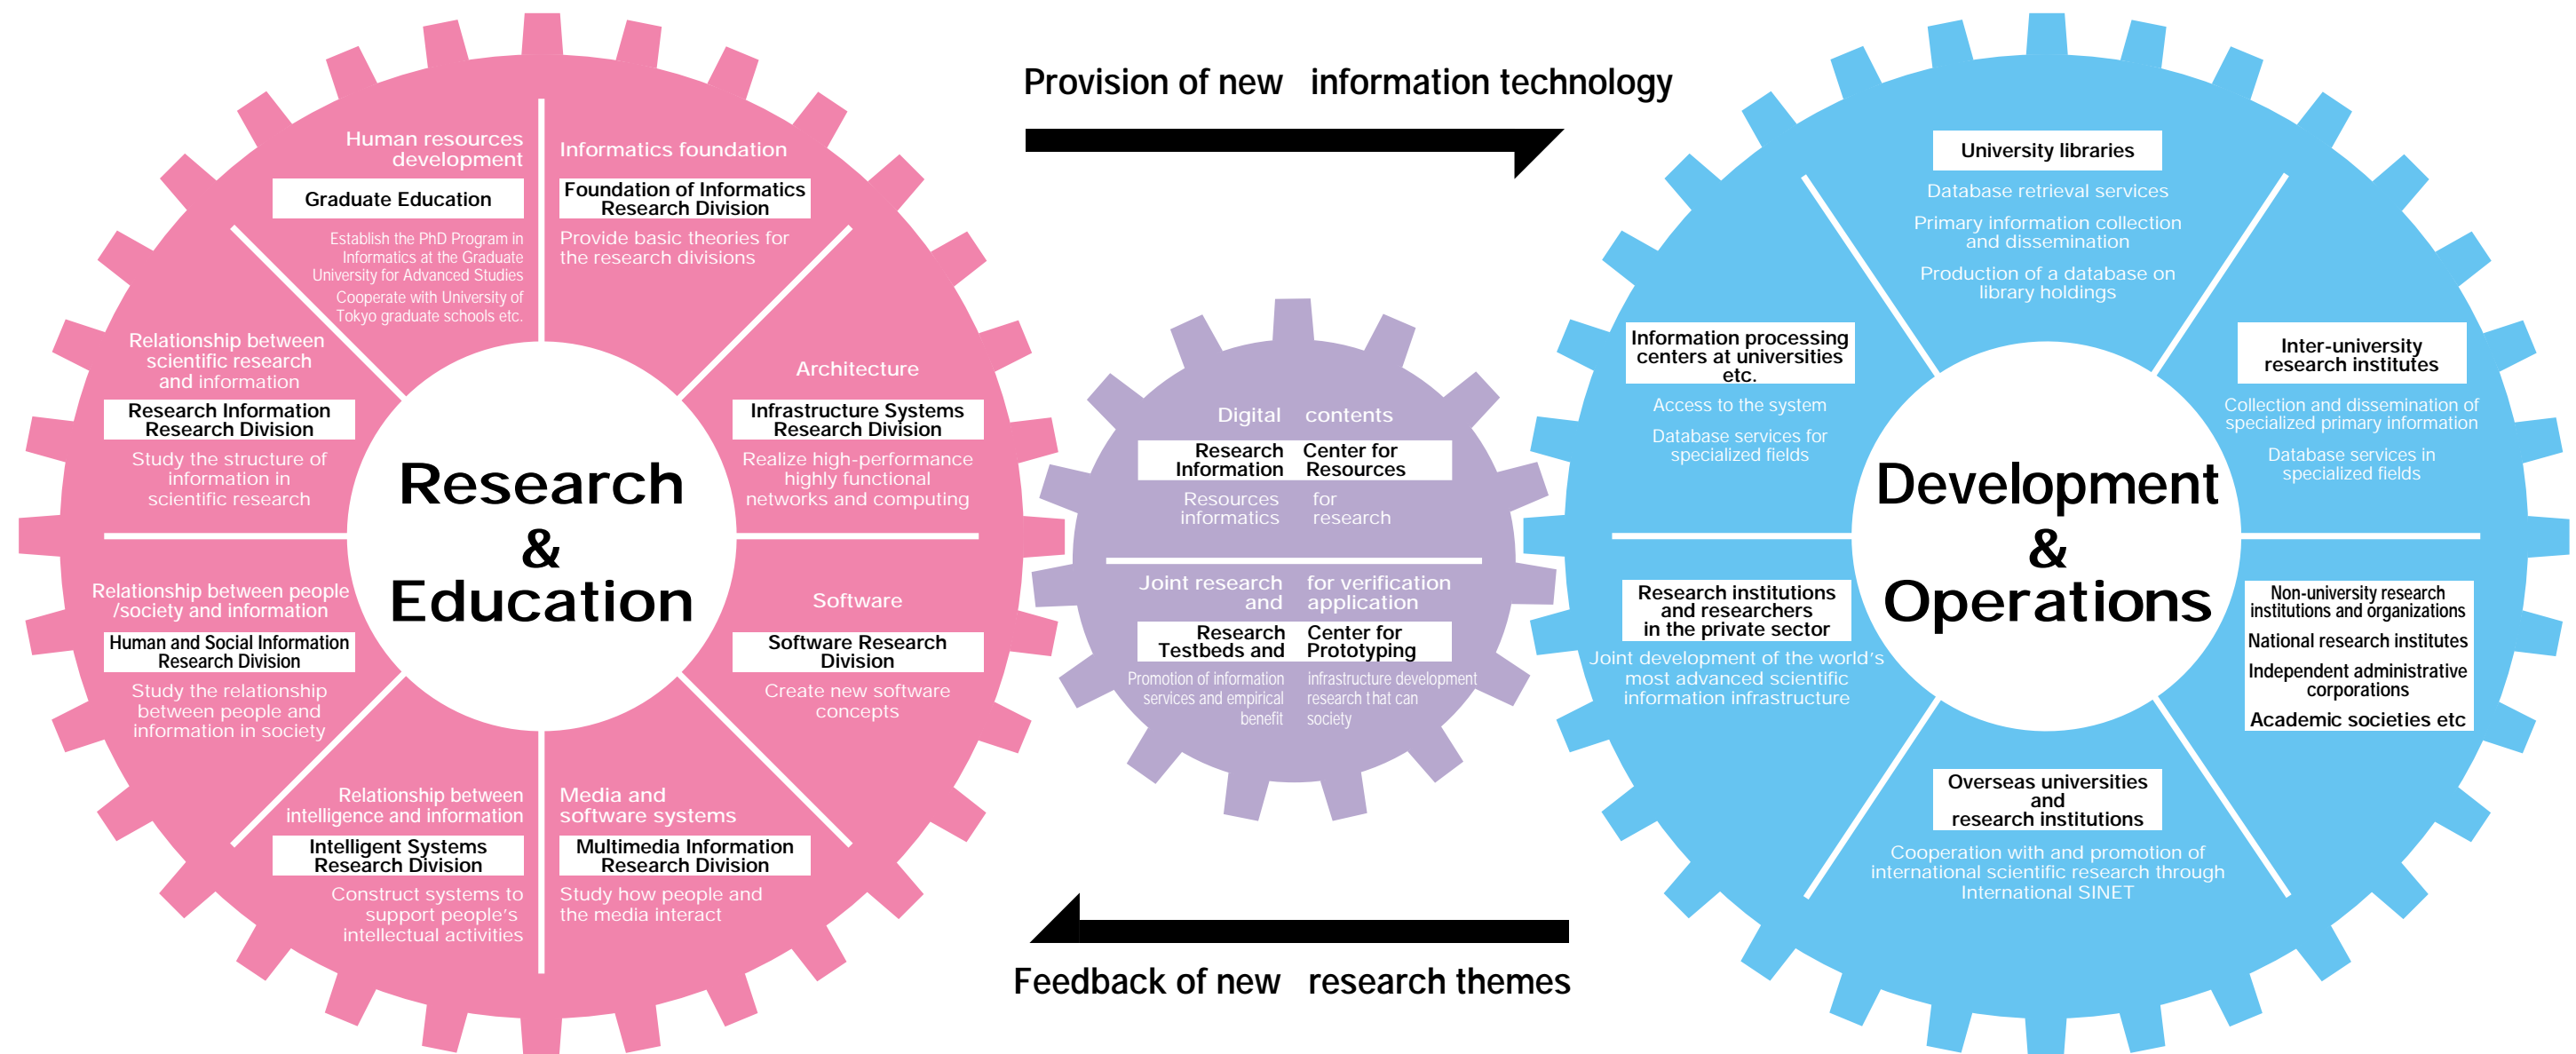 Provision of new information technology
Human resources
development
Graduate Education
Establish the PhD Program in
Informatics at the Graduate
University for Advanced Studies
Cooperate with University of
Tokyo graduate schools etc.
Informatics foundation
Foundation of Informatics
Research Division
Provide basic theories for
the research divisions
Relationship between
scientific research
and information
Research Information
Research Division
Study the structure of
information in
scientific research
Architecture
Infrastructure Systems
Research Division
Realize high-performance
highly functional
networks and computing
Research
&
Education
Relationship between people
/society and information
Human and Social Information
Research Division
Study the relationship
between people and
information in society
Software
Software Research
Division
Create new software
concepts
Relationship between
intelligence and information
Intelligent Systems
Research Division
Construct systems to
support people's
intellectual activities
Media and
software systems
Multimedia Information
Research Division
Study how people and
the media interact
Digital contents
Research Center for
Information Resources
Resources for
informatics research
Joint research for verification
and application
Research Center for
Testbeds and Prototyping
Promotion of information infrastructure development
services and empirical research that can
benefit society
University libraries
Database retrieval services
Primary information collection
and dissemination
Production of a database on
library holdings
Information processing
centers at universities
etc.
Access to the system
Database services for
specialized fields
Inter-university
research institutes
Collection and dissemination of
specialized primary information
Database services in
specialized fields
Development
&
Operations
Research institutions
and researchers
in the private sector
Joint development of the world's
most advanced scientific
information infrastructure
Non-university research
institutions and organizations
National research institutes
Independent administrative
corporations
Academic societies etc
Overseas universities
and
research institutions
Cooperation with and promotion of
international scientific research through
International SINET
Feedback of new research themes